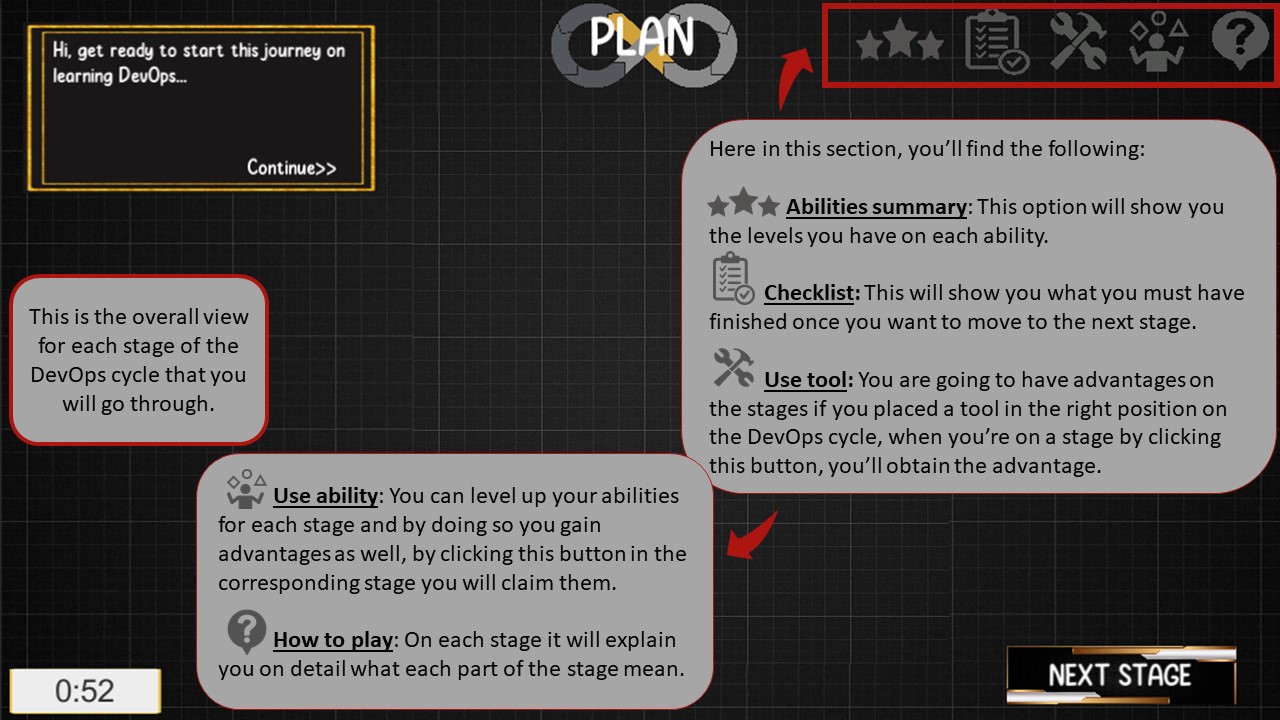 Hi, get ready to start this journey on
learning DevOps...
Continue>>
PLAN
Here in this section, you'll find the following:
Abilities summary: This option will show you
the levels you have on each ability.
Checklist: This will show you what you must have
finished once you want to move to the next stage.
Use tool: You are going to have advantages on
the stages if you placed a tool in the right position on
the DevOps cycle, when you're on a stage by clicking
this button, you'll obtain the advantage.
This is the overall view
for each stage of the
DevOps cycle that you
will go through.
Use ability: You can level up your abilities
for each stage and by doing so you gain
advantages as well, by clicking this button in the
corresponding stage you will claim them.
How to play: On each stage it will explain
you on detail what each part of the stage mean.
0:52
NEXT STAGE